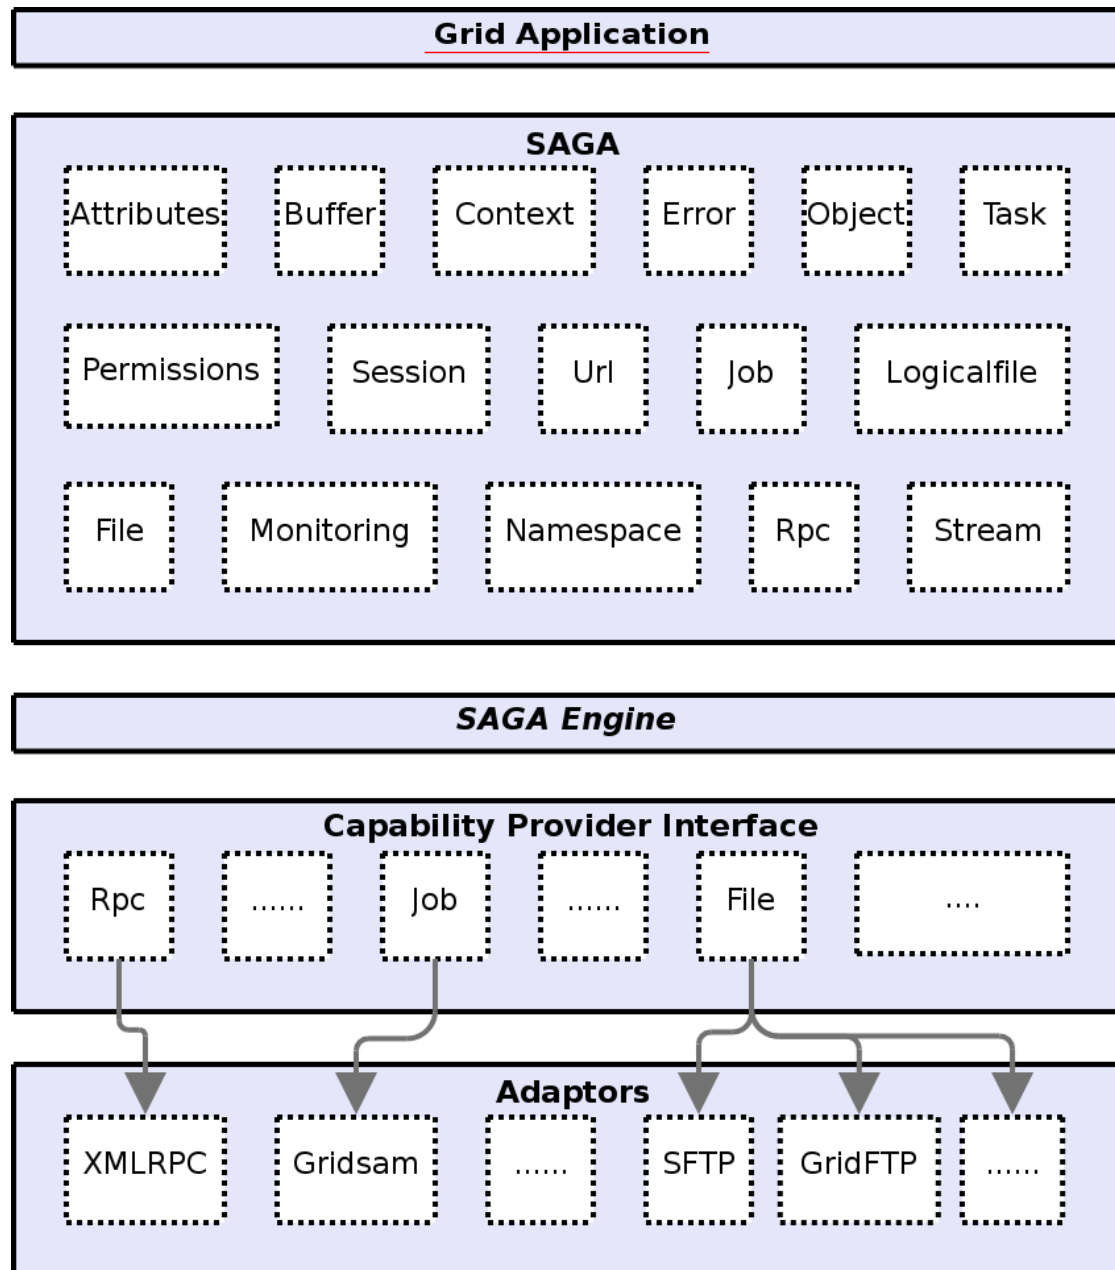 Grid Application
SAGA
Attributes Buffer Context Error Object Task
Permissions Session Url Job Logicalfile
File Monitoring Namespace Rpc Stream
SAGA Engine
Capability Provider Interface
Rpc ...... Job ...... File ....
Adaptors
XMLRPC Gridsam ...... SFTP GridFTP ......